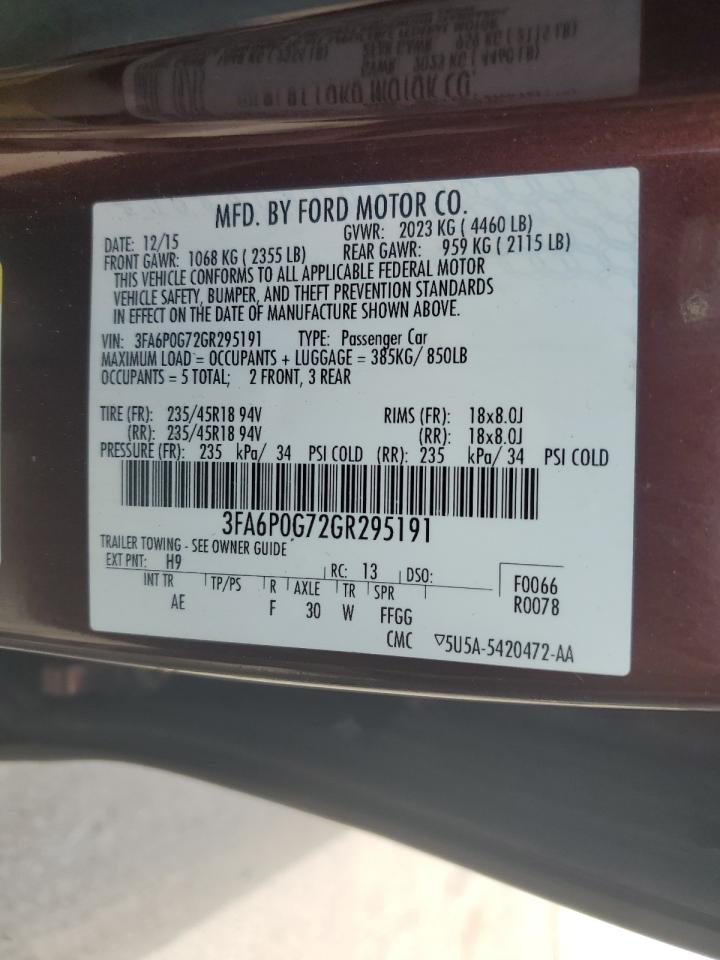 MFD. BY FORD MOTOR CO.
DATE: 12/15 GVWR: 2023 KG ( 4460 LB)
FRONT GAWR: 1068 KG ( 2355 LB) REAR GAWR: 959 KG ( 2115 LB)
THIS VEHICLE CONFORMS TO ALL APPLICABLE FEDERAL MOTOR
VEHICLE SAFETY, BUMPER, AND THEFT PREVENTION STANDARDS
IN EFFECT ON THE DATE OF MANUFACTURE SHOWN ABOVE.
VIN: 3FA6P0G72GR295191 TYPE: Passenger Car
MAXIMUM LOAD = OCCUPANTS + LUGGAGE = 385KG/ 850LB
OCCUPANTS = 5 TOTAL; 2 FRONT, 3 REAR
TIRE (FR): 235/45R18 94V RIMS (FR): 18x8.0J
(RR): 235/45R18 94V (RR): 18x8.0J
PRESSURE (FR): 235 kPa/ 34 PSI COLD (RR): 235 kPa/ 34 PSI COLD
3FA6P0G72GR295191
TRAILER TOWING - SEE OWNER GUIDE
EXT PNT: H9 RC: 13 DSO: F0066
INT TR TP/PS R AXLE TR SPR R0078
AE F 30 W FFGG
CMC ▽5U5A-5420472-AA